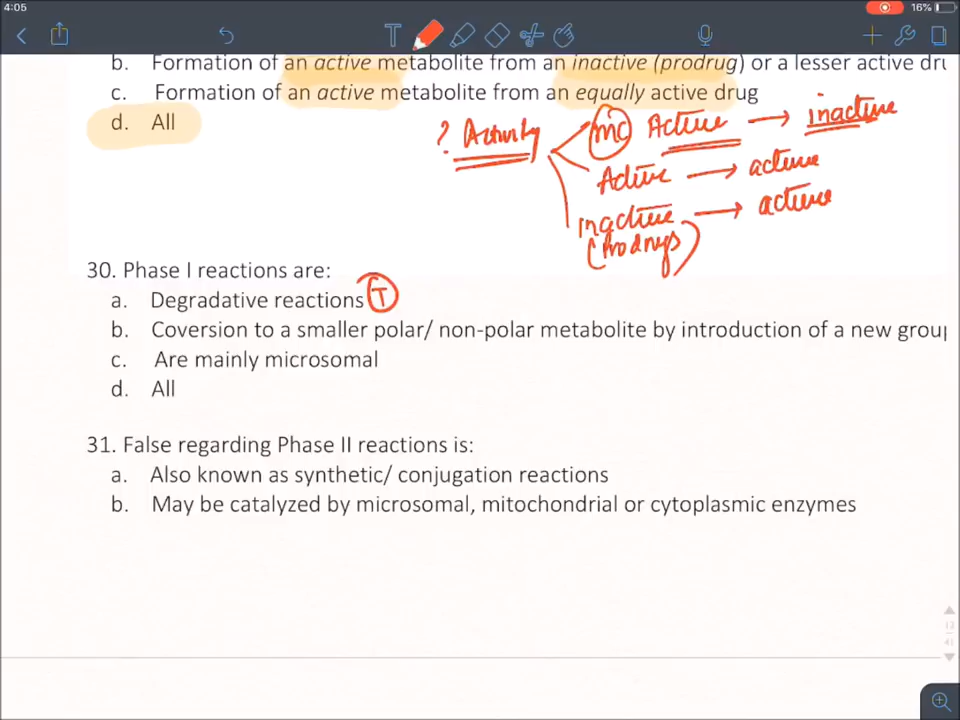 4:05
16%
T
b. Formation of an active metabolite from an inactive (prodrug) or a lesser active dru
c. Formation of an active metabolite from an equally active drug
d. All
? Activity
mc Active → inactive
Active → active
inactive → active
(Prodrugs)
30. Phase I reactions are:
a. Degradative reactions T
b. Coversion to a smaller polar/ non-polar metabolite by introduction of a new group
c. Are mainly microsomal
d. All
31. False regarding Phase II reactions is:
a. Also known as synthetic/ conjugation reactions
b. May be catalyzed by microsomal, mitochondrial or cytoplasmic enzymes